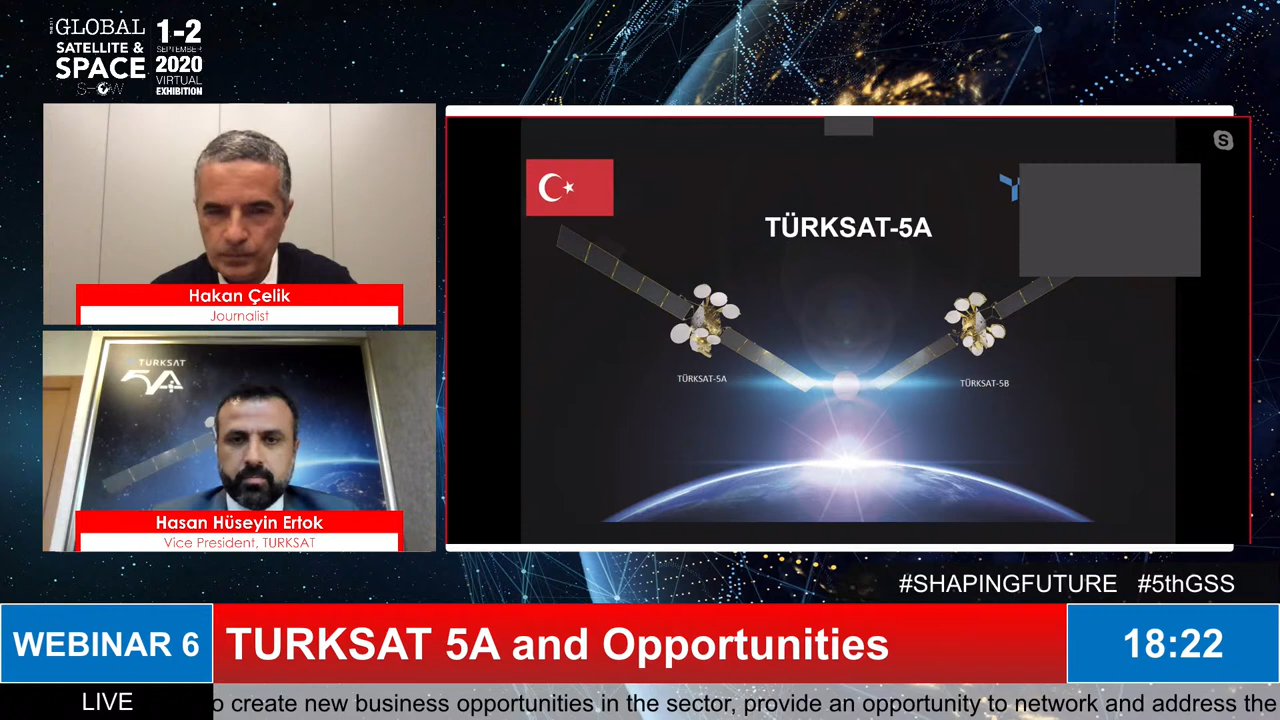 GLOBAL
SATELLITE &
SPACE
SHOW
1-2
SEPTEMBER
2020
VIRTUAL
EXHIBITION
Hakan Çelik
Journalist
TURKSAT
5A
Hasan Hüseyin Ertok
Vice President, TURKSAT
TÜRKSAT-5A
TÜRKSAT-5A
TÜRKSAT-5B
#SHAPINGFUTURE #5thGSS
WEBINAR 6
TURKSAT 5A and Opportunities
18:22
LIVE
o create new business opportunities in the sector, provide an opportunity to network and address the